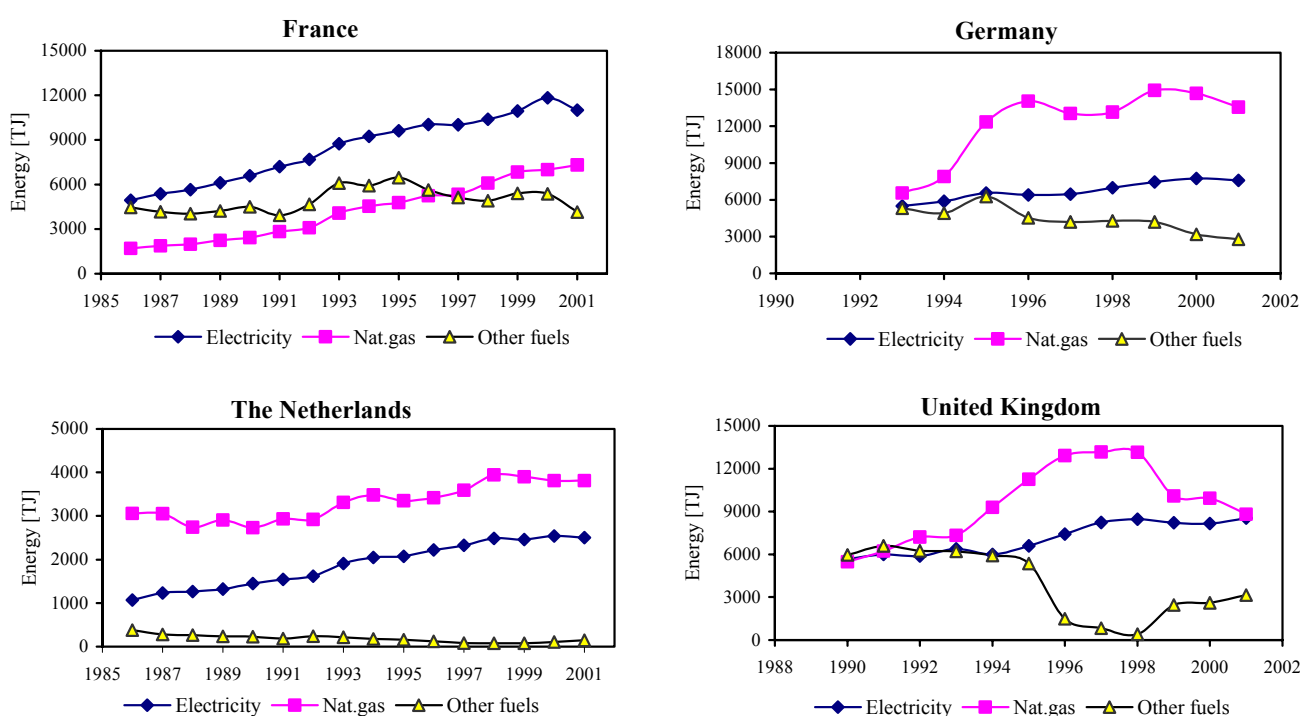 France
15000
12000
9000
6000
3000
0
Energy [TJ]
1985 1987 1989 1991 1993 1995 1997 1999 2001
Electricity Nat.gas Other fuels
Germany
18000
15000
12000
9000
6000
3000
0
Energy [TJ]
1990 1992 1994 1996 1998 2000 2002
Electricity Nat.gas Other fuels
The Netherlands
5000
4000
3000
2000
1000
0
Energy [TJ]
1985 1987 1989 1991 1993 1995 1997 1999 2001
Electricity Nat.gas Other fuels
United Kingdom
15000
12000
9000
6000
3000
0
Energy [TJ]
1988 1990 1992 1994 1996 1998 2000 2002
Electricity Nat.gas Other fuels